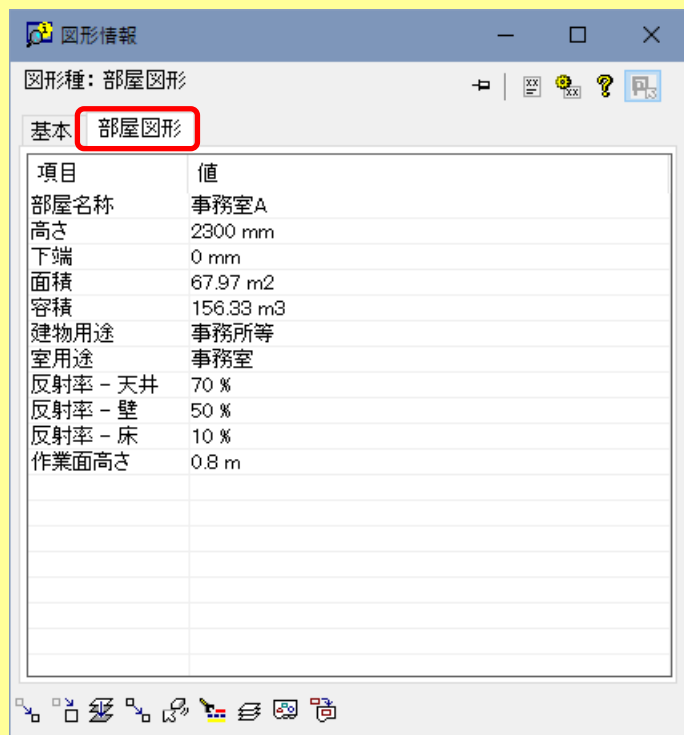 図形情報
図形種: 部屋図形
基本 部屋図形
項目 値
部屋名称 事務室A
高さ 2300 mm
下端 0 mm
面積 67.97 m2
容積 156.33 m3
建物用途 事務所等
室用途 事務室
反射率 - 天井 70 %
反射率 - 壁 50 %
反射率 - 床 10 %
作業面高さ 0.8 m